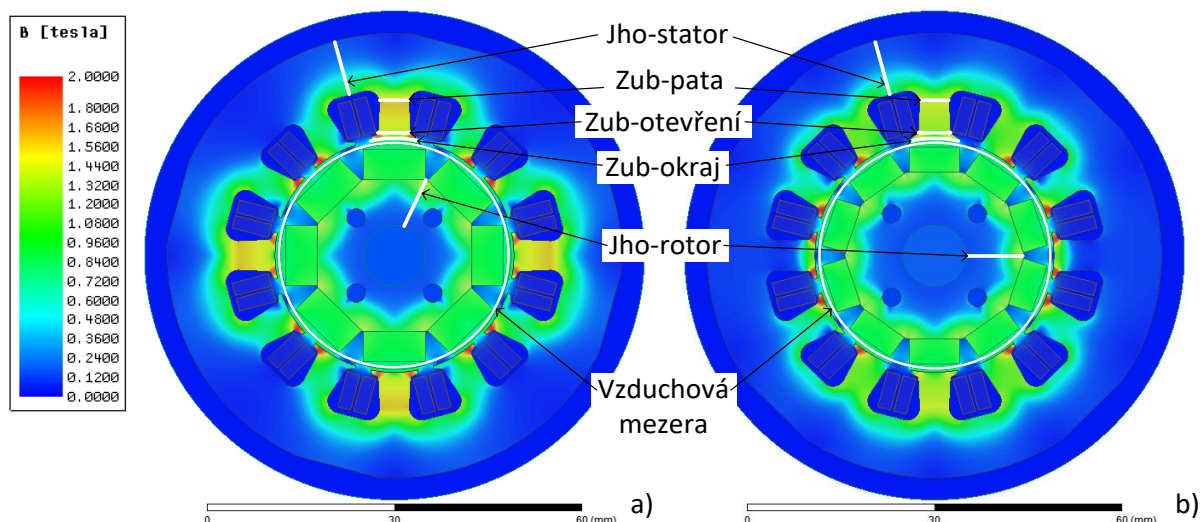 B [tesla]
2.0000
1.8000
1.6800
1.5600
1.4400
1.3200
1.2000
1.0800
0.9600
0.8400
0.7200
0.6000
0.4800
0.3600
0.2400
0.1200
0.0000
Jho-stator
Zub-pata
Zub-otevření
Zub-okraj
Jho-rotor
Vzduchová
mezera
0 30 60 (mm)
a)
0 30 60 (mm)
b)